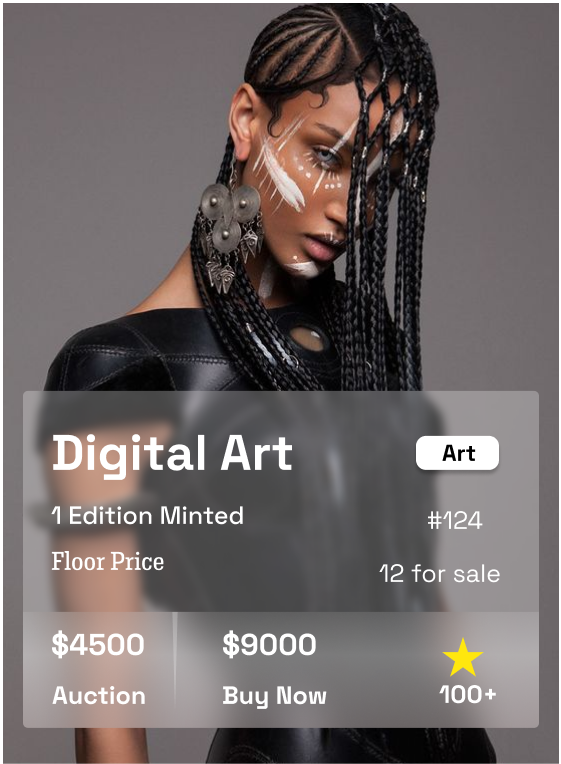 Digital Art
Art
1 Edition Minted
#124
Floor Price
12 for sale
$4500
$9000
Auction
Buy Now
100+